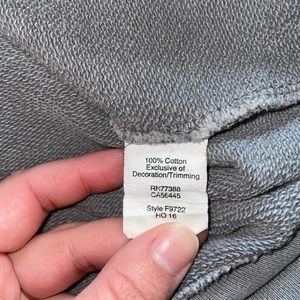 100% Cotton
Exclusive of
Decoration/Trimming
RN77388
CA56445
Style F9722
HO 16